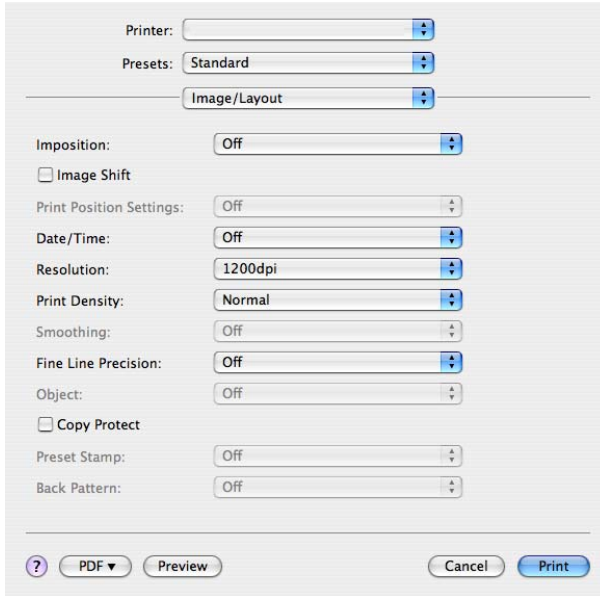 Printer:
Presets: Standard
Image/Layout
Imposition: Off
Image Shift
Print Position Settings: Off
Date/Time: Off
Resolution: 1200dpi
Print Density: Normal
Smoothing: Off
Fine Line Precision: Off
Object: Off
Copy Protect
Preset Stamp: Off
Back Pattern: Off
? PDF ▾ Preview Cancel Print